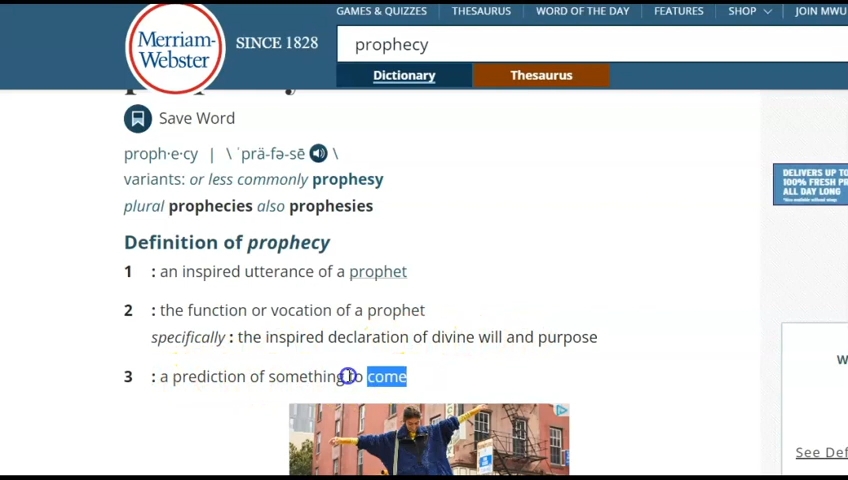 GAMES & QUIZZES THESAURUS WORD OF THE DAY FEATURES SHOP JOIN MWU
Merriam-
Webster
SINCE 1828
prophecy
Dictionary Thesaurus
Save Word
proph·e·cy | \ ˈprä-fə-sē \
variants: or less commonly prophesy
plural prophecies also prophesies
Definition of prophecy
1 : an inspired utterance of a prophet
2 : the function or vocation of a prophet
specifically : the inspired declaration of divine will and purpose
3 : a prediction of something to come
DELIVERS UP TO
100% FRESH PR
ALL DAY LONG
W
See Def